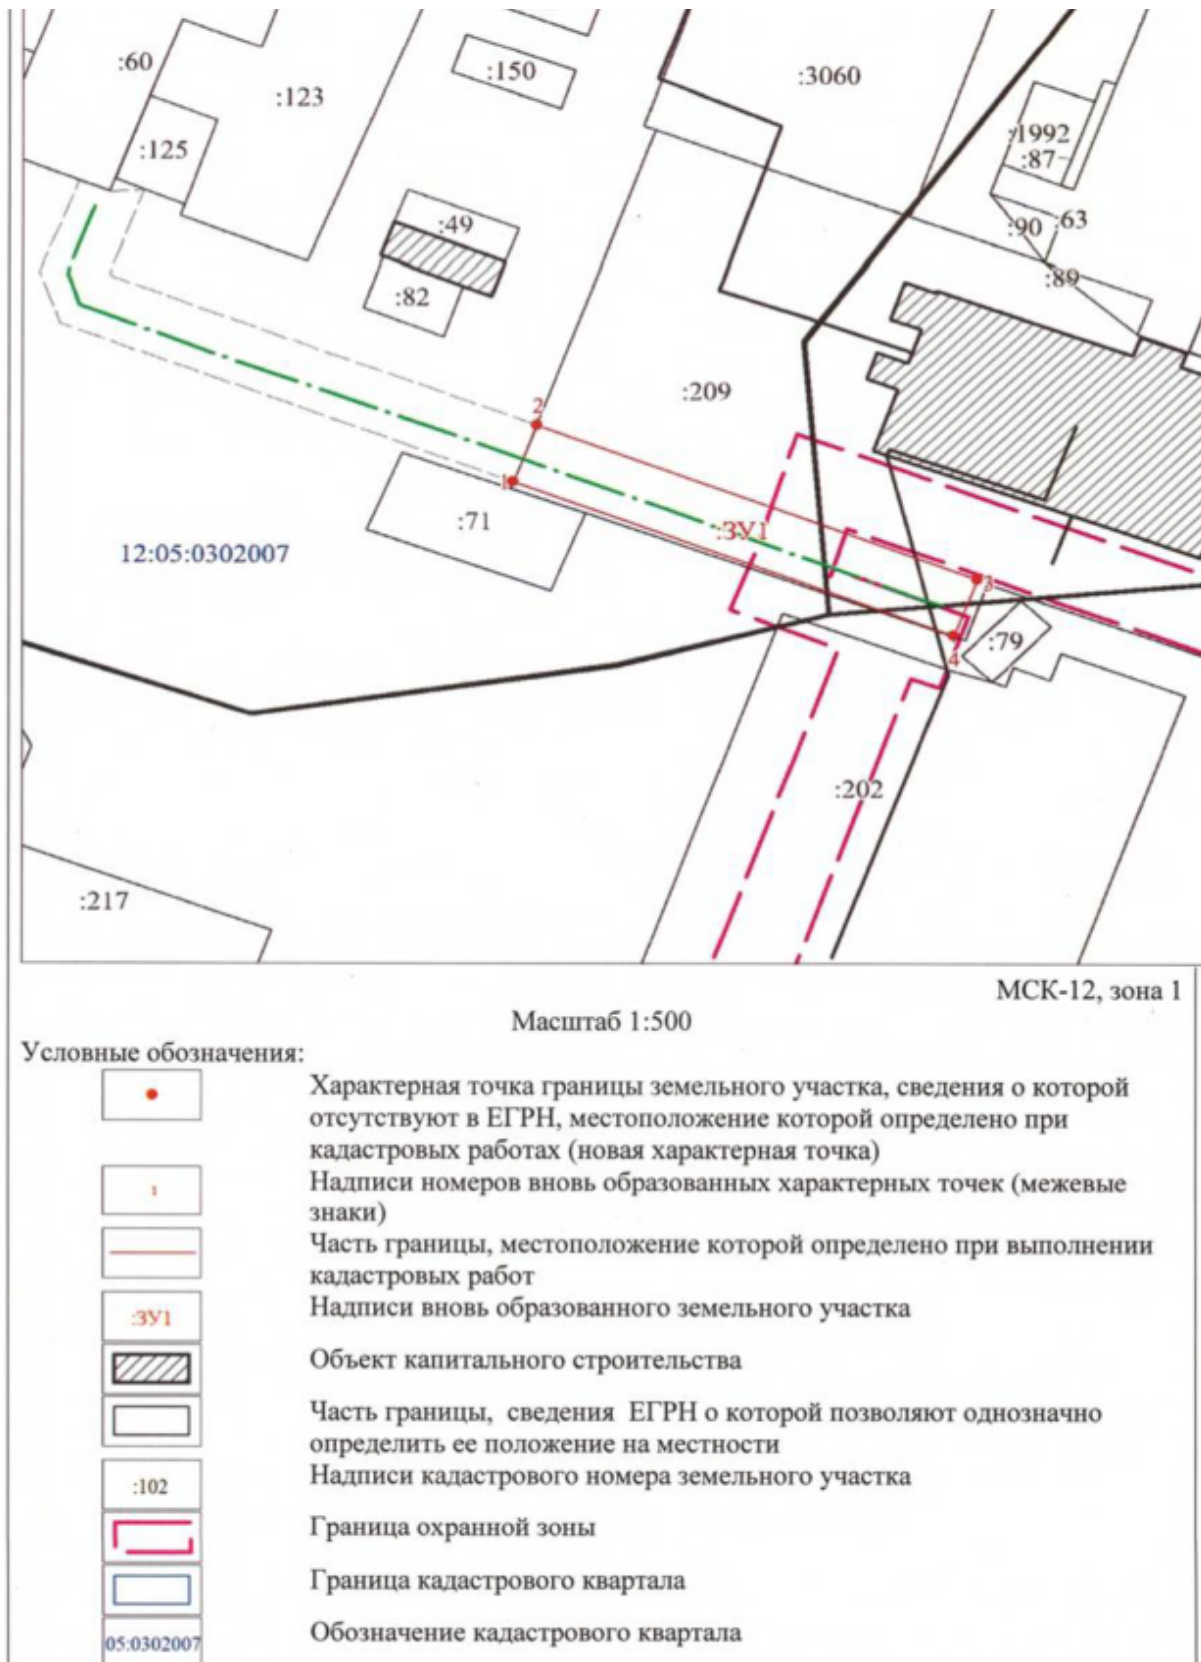 :60
:123
:150
:3060
:125
:1992
:87
:49
:90
:63
:89
:82
:209
2
1
:71
:ЗУ1
12:05:0302007
3
4
:79
:202
:217
МСК-12, зона 1
Масштаб 1:500
Условные обозначения:
Характерная точка границы земельного участка, сведения о которой
отсутствуют в ЕГРН, местоположение которой определено при
кадастровых работах (новая характерная точка)
1
Надписи номеров вновь образованных характерных точек (межевые
знаки)
Часть границы, местоположение которой определено при выполнении
кадастровых работ
:ЗУ1
Надписи вновь образованного земельного участка
Объект капитального строительства
Часть границы, сведения ЕГРН о которой позволяют однозначно
определить ее положение на местности
:102
Надписи кадастрового номера земельного участка
Граница охранной зоны
Граница кадастрового квартала
05:0302007
Обозначение кадастрового квартала